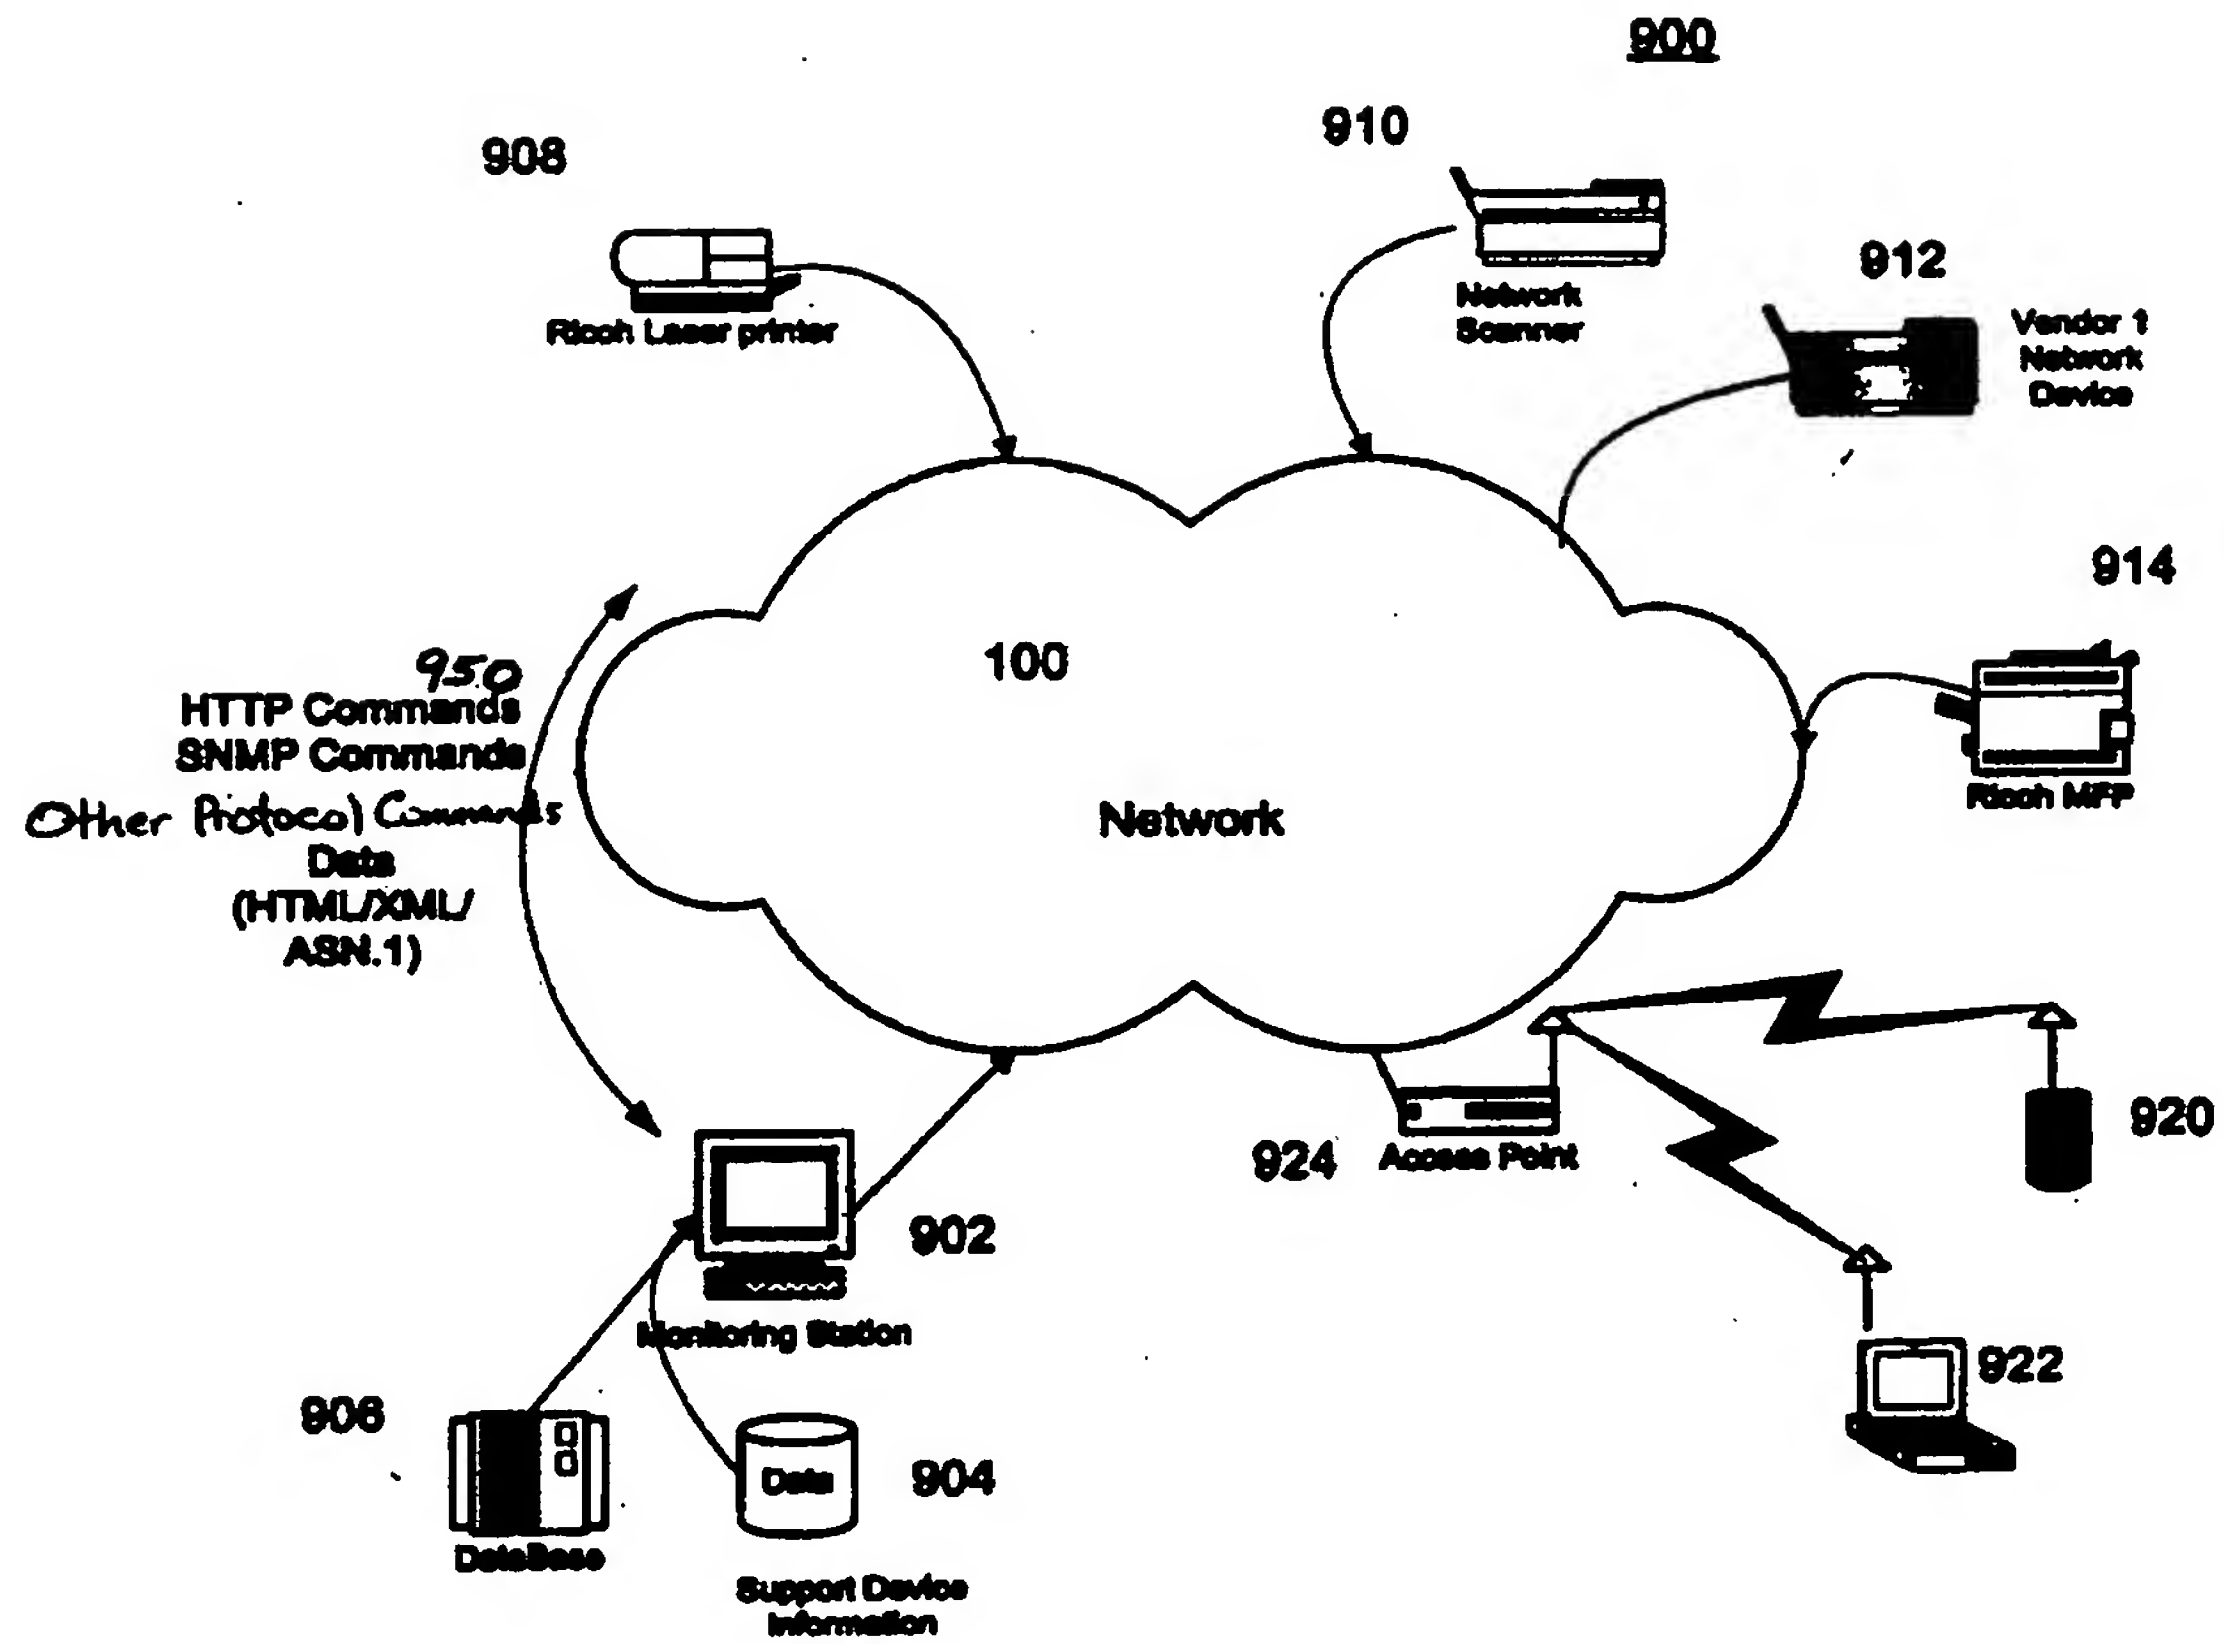 900
910
908
912
Network
Scanner
Vendor 1
Network
Device
Ricoh Laser printer
914
100
950
HTTP Commands
SNMP Commands
Other Protocol Commands
Data
(HTML/XML/
ASN.1)
Network
Ricoh MFP
920
924
Access Point
902
Monitoring Station
922
906
Data
904
DataBase
Support Device
Information